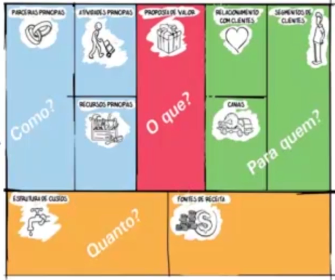 PARCERIAS PRINCIPAIS
ATIVIDADES PRINCIPAIS
PROPOSTA DE VALOR
RELACIONAMENTO
COM CLIENTES
SEGMENTOS DE
CLIENTES
Como?
RECURSOS PRINCIPAIS
O que?
CANAIS
Para quem?
ESTRUTURA DE CUSTOS
Quanto?
FONTES DE RECEITA